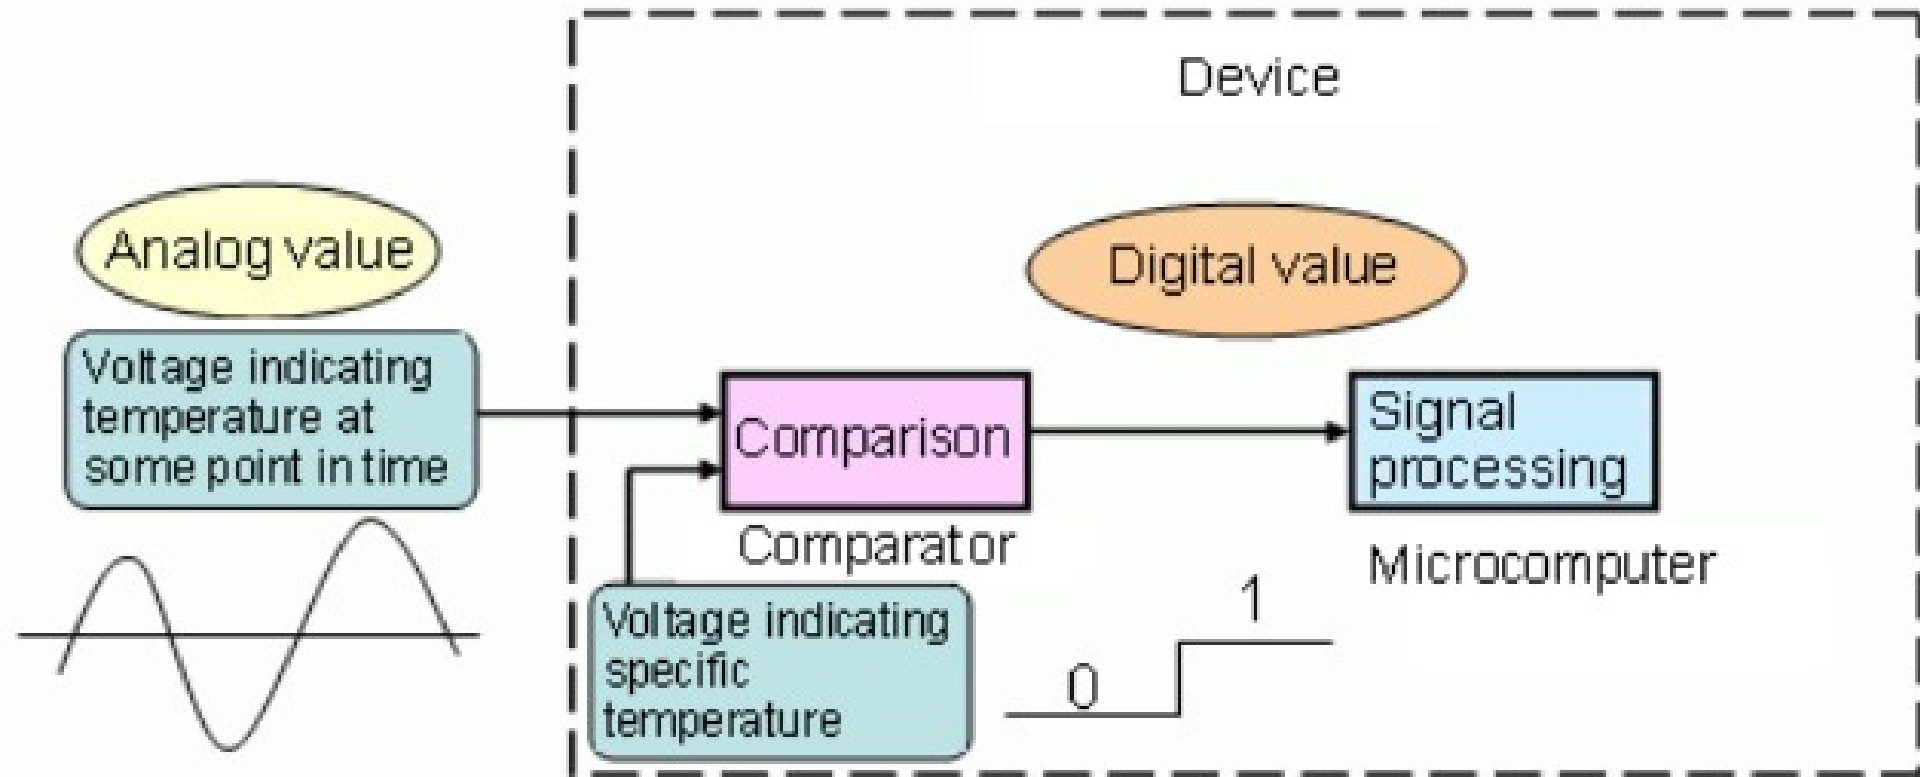 Device
Analog value
Digital value
Voltage indicating
temperature at
some point in time
Comparison
Signal
processing
Comparator
Microcomputer
Voltage indicating
specific
temperature
0
1